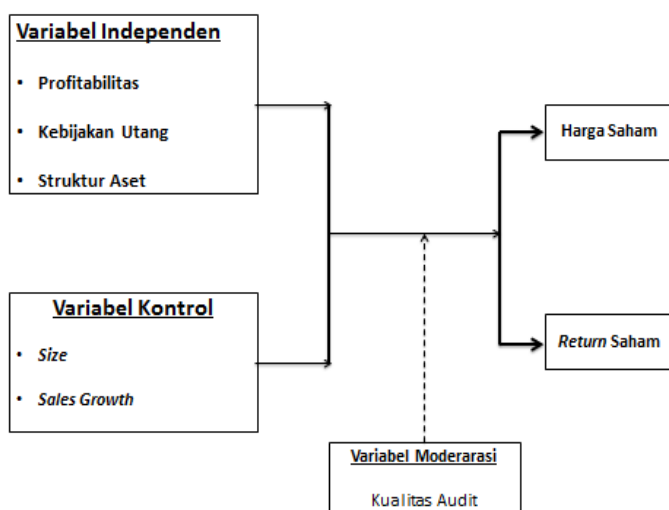 Variabel Independen
• Profitabilitas
• Kebijakan Utang
• Struktur Aset
Harga Saham
Variabel Kontrol
• Size
• Sales Growth
Return Saham
Variabel Moderarasi
Kualitas Audit